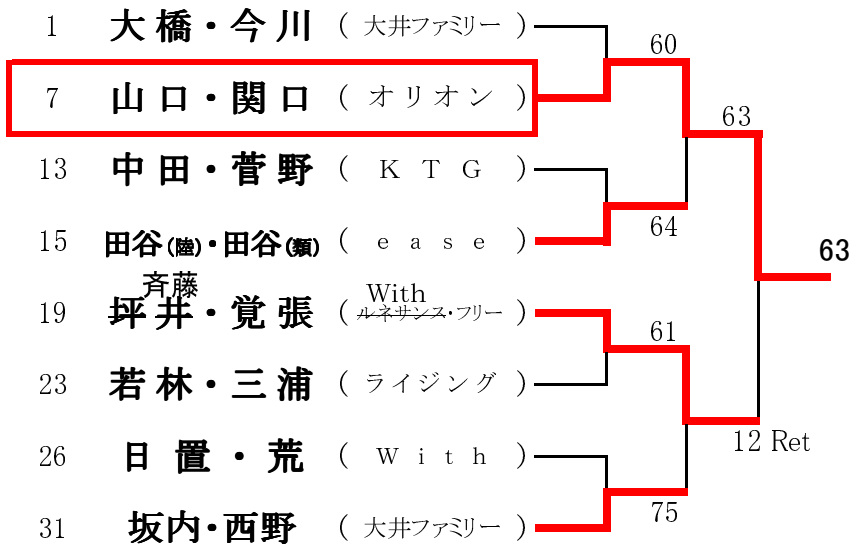 1 大橋・今川 (大井ファミリー)
60
7 山口・関口 (オリオン)
63
13 中田・菅野 (KTG)
64
15 田谷(陸)・田谷(類) (ease)
63
斉藤 With
19 坪井・覚張 (ルネサンス・フリー)
61
23 若林・三浦 (ライジング)
12 Ret
26 日置・荒 (With)
75
31 坂内・西野 (大井ファミリー)